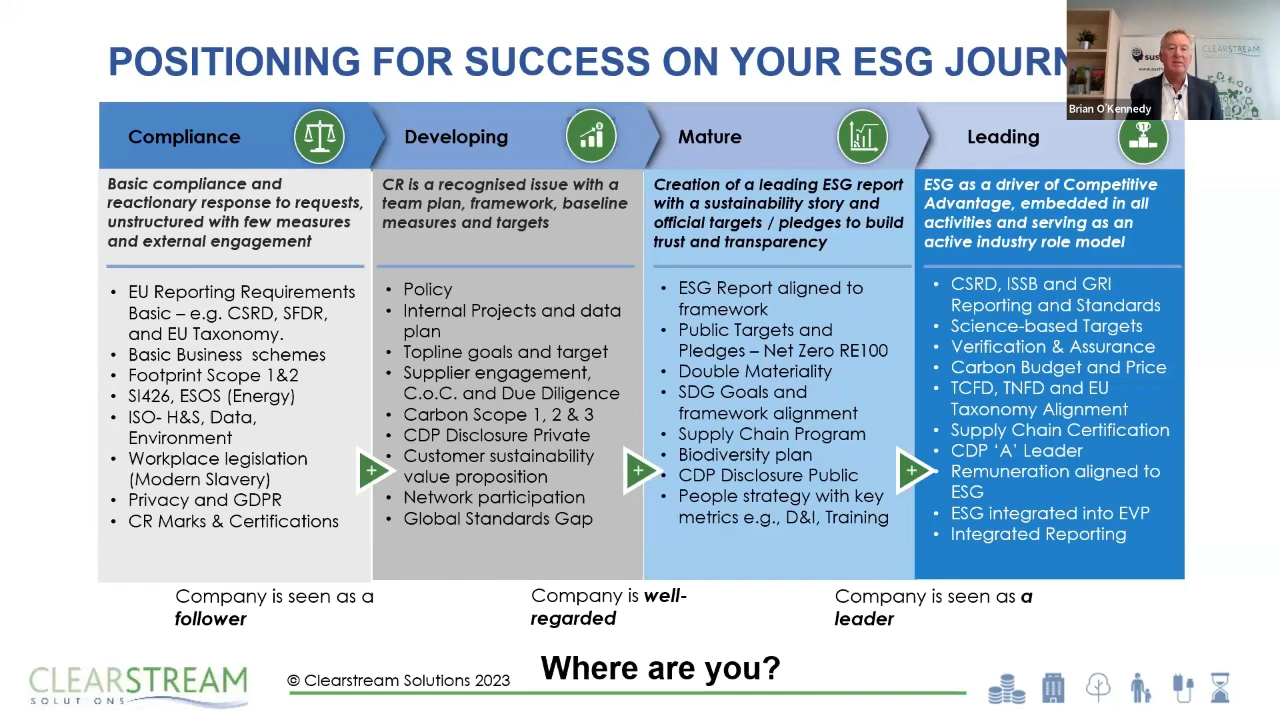 POSITIONING FOR SUCCESS ON YOUR ESG JOURN
CLEARSTREAM
Brian O'Kennedy
Compliance
Developing
Mature
Leading
Basic compliance and
reactionary response to requests,
unstructured with few measures
and external engagement
CR is a recognised issue with a
team plan, framework, baseline
measures and targets
Creation of a leading ESG report
with a sustainability story and
official targets / pledges to build
trust and transparency
ESG as a driver of Competitive
Advantage, embedded in all
activities and serving as an
active industry role model
• EU Reporting Requirements
Basic – e.g. CSRD, SFDR,
and EU Taxonomy.
• Basic Business schemes
• Footprint Scope 1&2
• SI426, ESOS (Energy)
• ISO- H&S, Data,
Environment
• Workplace legislation
(Modern Slavery)
• Privacy and GDPR
• CR Marks & Certifications
• Policy
• Internal Projects and data
plan
• Topline goals and target
• Supplier engagement,
C.o.C. and Due Diligence
• Carbon Scope 1, 2 & 3
• CDP Disclosure Private
• Customer sustainability
value proposition
• Network participation
• Global Standards Gap
• ESG Report aligned to
framework
• Public Targets and
Pledges – Net Zero RE100
• Double Materiality
• SDG Goals and
framework alignment
• Supply Chain Program
• Biodiversity plan
• CDP Disclosure Public
• People strategy with key
metrics e.g., D&I, Training
• CSRD, ISSB and GRI
Reporting and Standards
• Science-based Targets
• Verification & Assurance
• Carbon Budget and Price
• TCFD, TNFD and EU
Taxonomy Alignment
• Supply Chain Certification
• CDP ‘A’ Leader
• Remuneration aligned to
ESG
• ESG integrated into EVP
• Integrated Reporting
+
+
+
Company is seen as a
follower
Company is well-
regarded
Company is seen as a
leader
CLEARSTREAM
SOLUTIONS
© Clearstream Solutions 2023
Where are you?